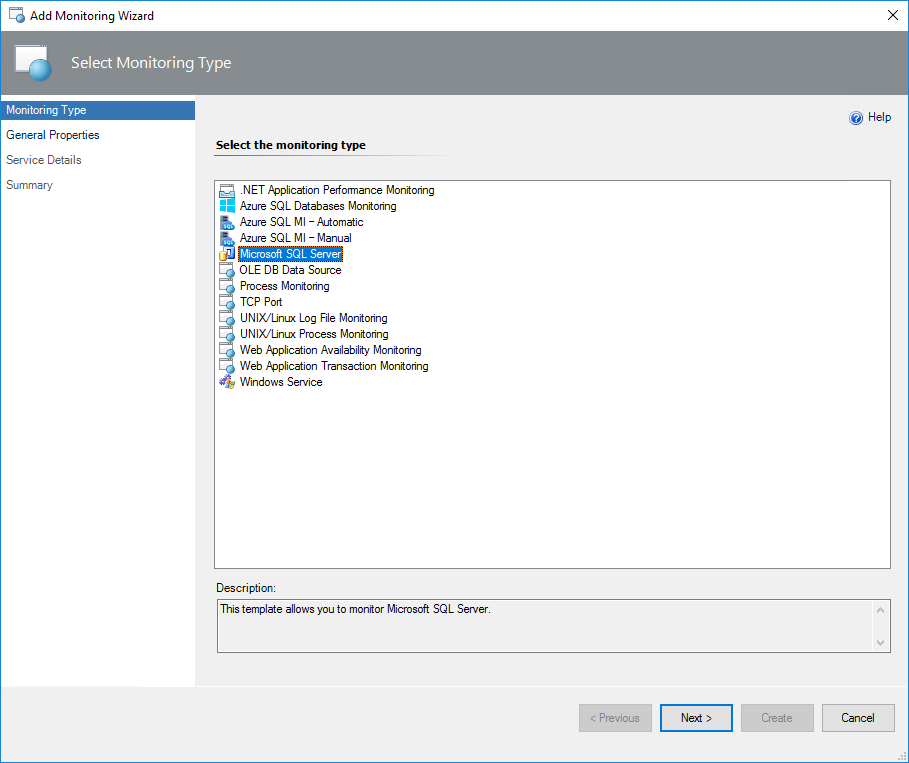 Add Monitoring Wizard
Select Monitoring Type
Monitoring Type
General Properties
Service Details
Summary
Help
Select the monitoring type
.NET Application Performance Monitoring
Azure SQL Databases Monitoring
Azure SQL MI - Automatic
Azure SQL MI - Manual
Microsoft SQL Server
OLE DB Data Source
Process Monitoring
TCP Port
UNIX/Linux Log File Monitoring
UNIX/Linux Process Monitoring
Web Application Availability Monitoring
Web Application Transaction Monitoring
Windows Service
Description:
This template allows you to monitor Microsoft SQL Server.
< Previous
Next >
Create
Cancel